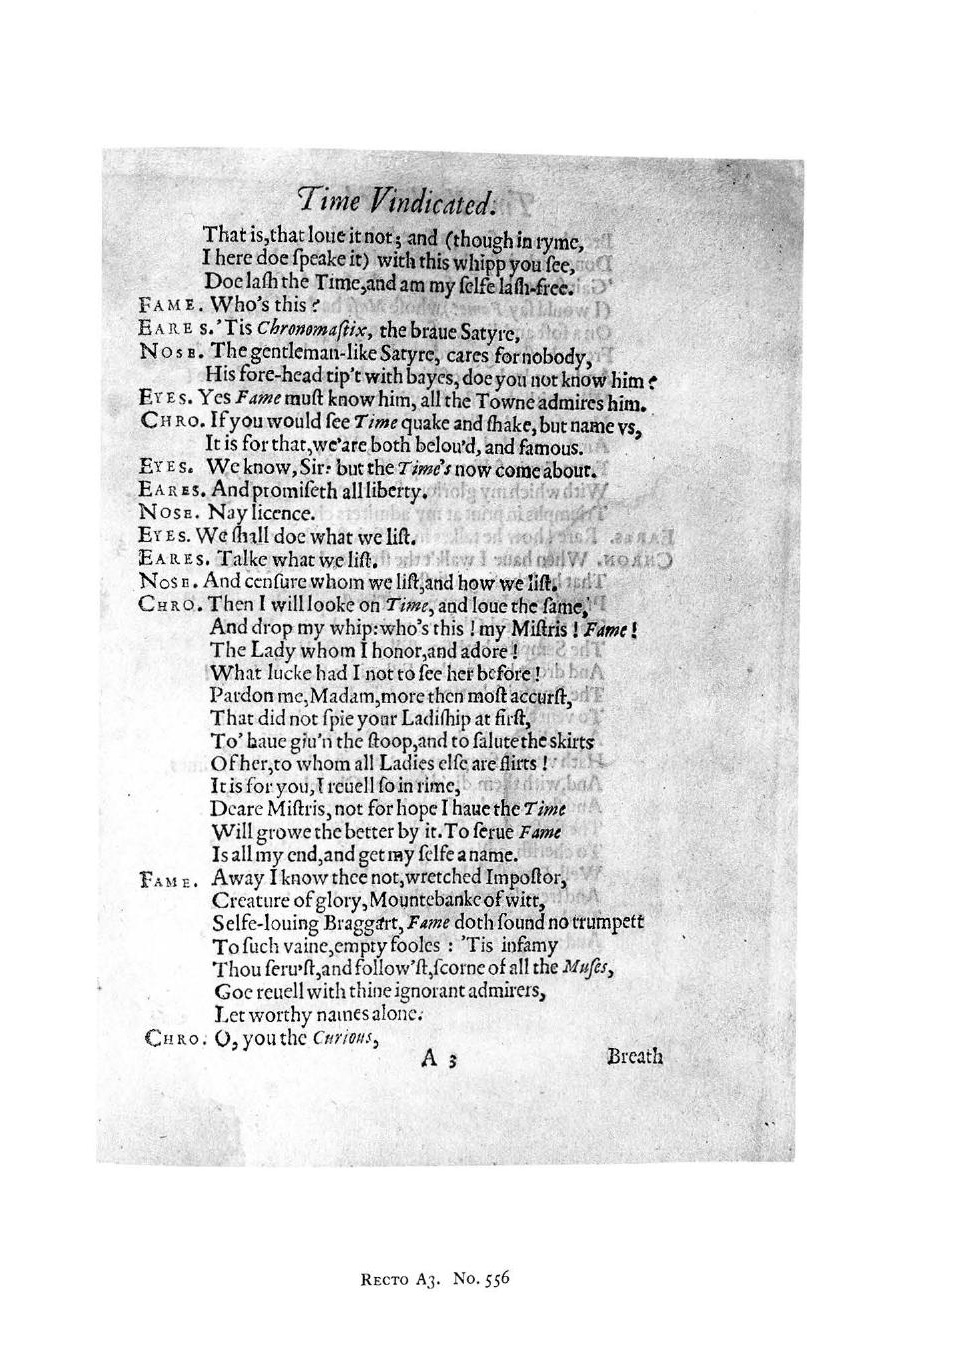 Time Vindicated.
That is,that loue it not; and (though in ryme,
I here doe ſpeake it) with this whipp you ſee,
Doe laſh the Time,and am my ſelfe laſh-free.
FAME. Who's this ?
EARES. 'Tis Chronomaſtix, the braue Satyre,
NOSE. The gentleman-like Satyre, cares for nobody,
His fore-head tip't with bayes, doe you not know him ?
EYES. Yes Fame muſt know him, all the Towne admires him.
CHRO. If you would ſee Time quake and ſhake, but name vs,
It is for that,we'are both belou'd, and famous.
EYES. We know, Sir: but the Time's now come about.
EARES. And promiſeth all liberty.
NOSE. Nay licence.
EYES. We ſhall doe what we liſt.
EARES. Talke what we liſt.
NOSE. And cenſure whom we liſt,and how we liſt.
CHRO. Then I will looke on Time, and loue the ſame,
And drop my whip:who's this ! my Miſtris ! Fame !
The Lady whom I honor,and adore !
What lucke had I not to ſee her before !
Pardon me,Madam,more then moſt accurſt,
That did not ſpie your Ladiſhip at firſt,
To' haue giu'n the ſtoop,and to ſalute the skirts
Of her,to whom all Ladies elſe are flirts !
It is for you, I reuell ſo in rime,
Deare Miſtris, not for hope I haue the Time
Will growe the better by it. To ſerue Fame
Is all my end,and get my ſelfe a name.
FAME. Away I know thee not,wretched Impoſtor,
Creature of glory, Mountebanke of witt,
Selfe-louing Braggart, Fame doth ſound no trumpett
To ſuch vaine,empty fooles : 'Tis infamy
Thou ſeru'ſt,and follow'ſt,ſcorne of all the Muſes,
Goe reuell with thine ignorant admirers,
Let worthy names alone.
CHRO. O, you the Curious,
A 3 Breath
RECTO A3. No. 556